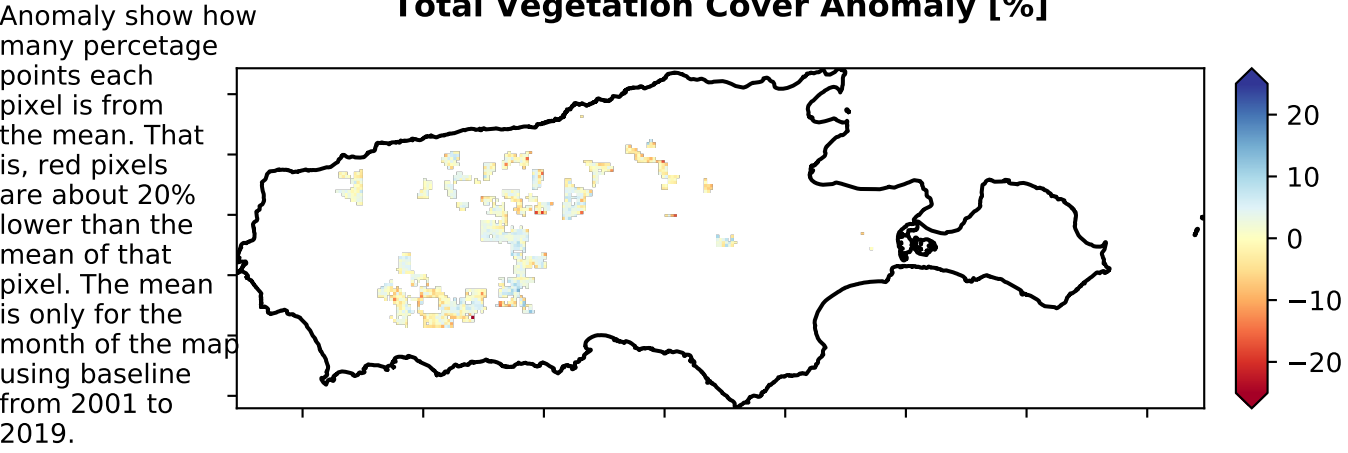 Total Vegetation Cover Anomaly [%]
Anomaly show how
many percetage
points each
pixel is from
the mean. That
is, red pixels
are about 20%
lower than the
mean of that
pixel. The mean
is only for the
month of the map
using baseline
from 2001 to
2019.
20
10
0
−10
−20